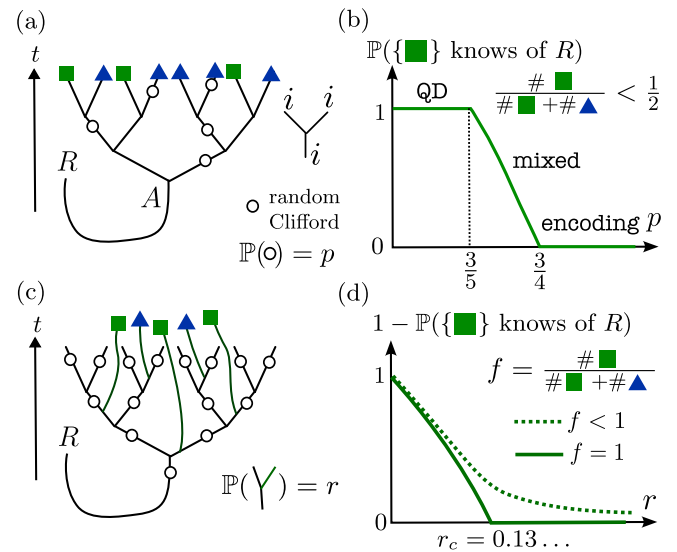 (a)
t
R
A
i i
i
random
Clifford
ℙ(○) = p
(b)
ℙ({■} knows of R)
1
QD
# ■
# ■ + # ▲
< 1/2
mixed
encoding
p
0
3/5
3/4
(c)
t
R
ℙ( ) = r
(d)
1 − ℙ({■} knows of R)
1
f = # ■
# ■ + # ▲
f < 1
f = 1
r
0
r_c = 0.13...